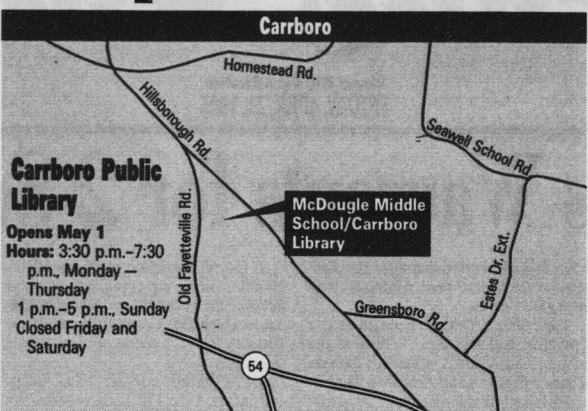 Carrboro
Homestead Rd.
Hillsborough Rd.
Seawell School Rd
Carrboro Public
Library
Opens May 1
Hours: 3:30 p.m.–7:30
p.m., Monday —
Thursday
1 p.m.–5 p.m., Sunday
Closed Friday and
Saturday
Old Fayetteville Rd.
McDougle Middle
School/Carrboro
Library
Greensboro Rd.
Estes Dr. Ext.
54